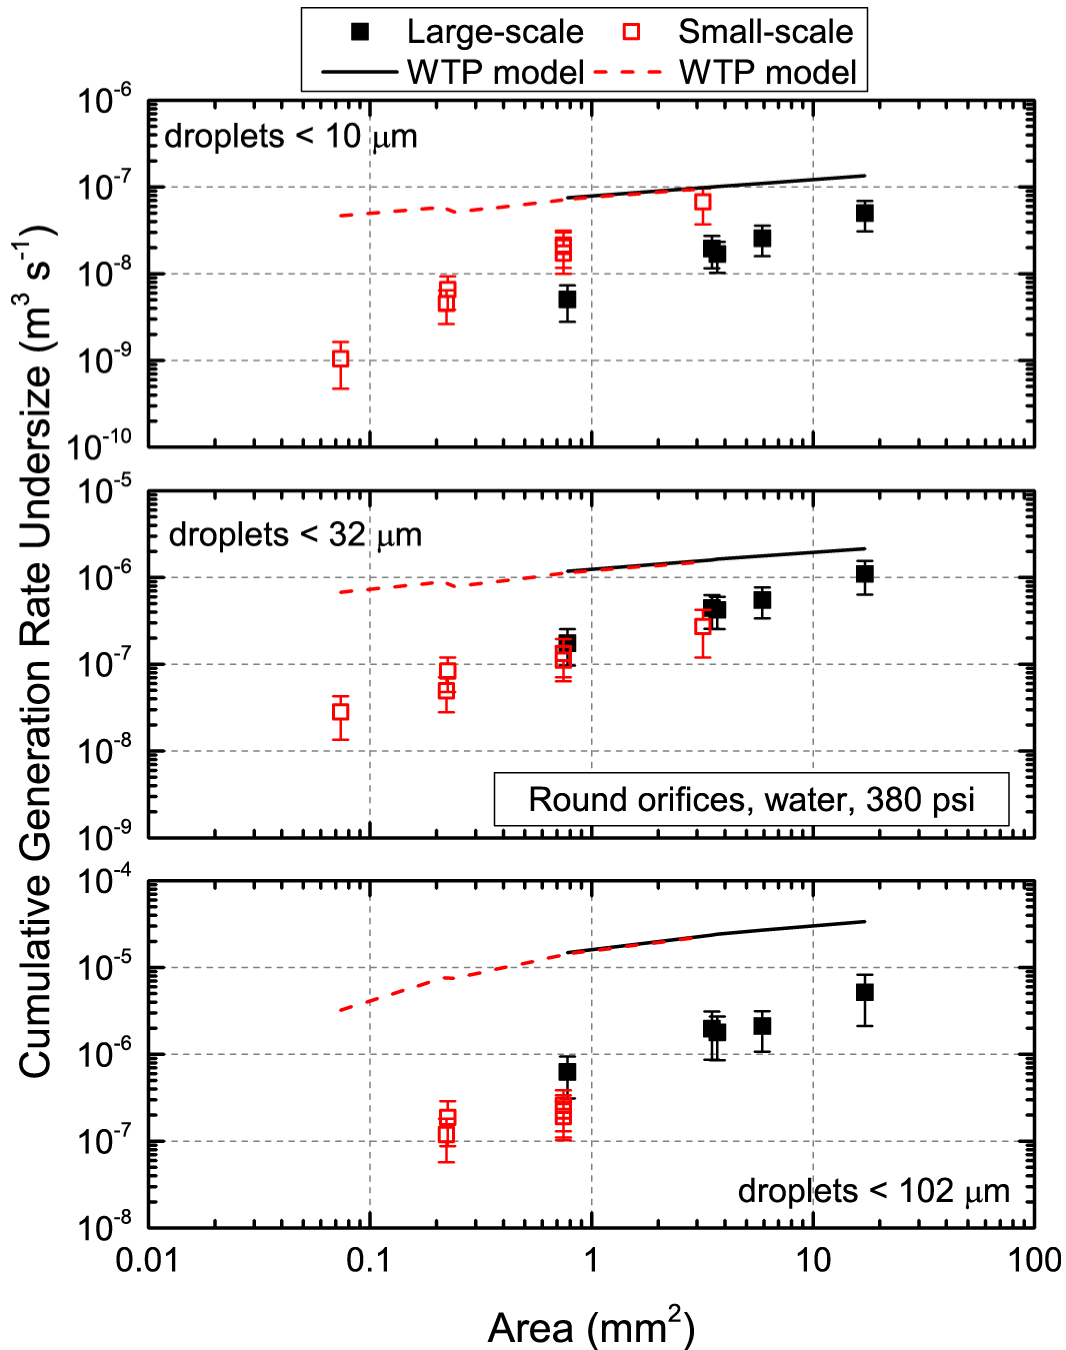 Large-scale Small-scale
WTP model WTP model
Cumulative Generation Rate Undersize (m³ s⁻¹)
10⁻⁶
droplets < 10 μm
10⁻⁷
10⁻⁸
10⁻⁹
10⁻¹⁰
10⁻⁵
droplets < 32 μm
10⁻⁶
10⁻⁷
10⁻⁸
Round orifices, water, 380 psi
10⁻⁹
10⁻⁴
10⁻⁵
10⁻⁶
10⁻⁷
droplets < 102 μm
10⁻⁸
0.01 0.1 1 10 100
Area (mm²)